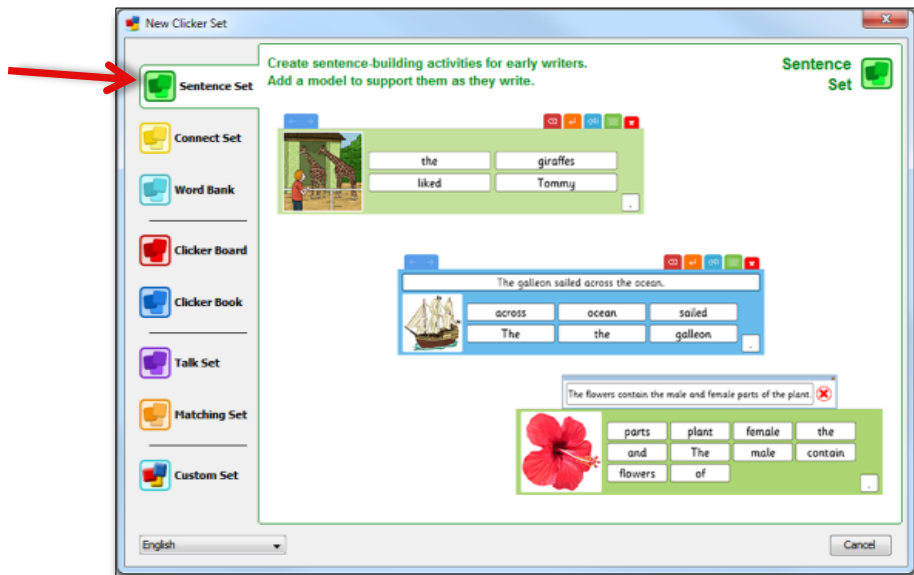 New Clicker Set
Sentence Set
Connect Set
Word Bank
Clicker Board
Clicker Book
Talk Set
Matching Set
Custom Set
Create sentence-building activities for early writers.
Add a model to support them as they write.
Sentence
Set
the giraffes
liked Tommy
.
The galleon sailed across the ocean.
across ocean sailed
The the galleon
.
The flowers contain the male and female parts of the plant.
parts plant female the
and The male contain
flowers of
.
English
Cancel